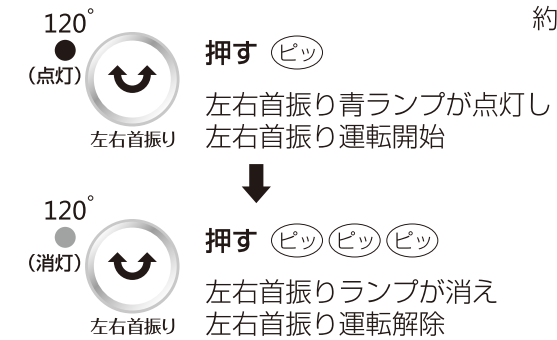 120°
約
(点灯)
押す ピッ
左右首振り
左右首振り青ランプが点灯し
左右首振り運転開始
120°
(消灯)
押す ピッ ピッ ピッ
左右首振り
左右首振りランプが消え
左右首振り運転解除